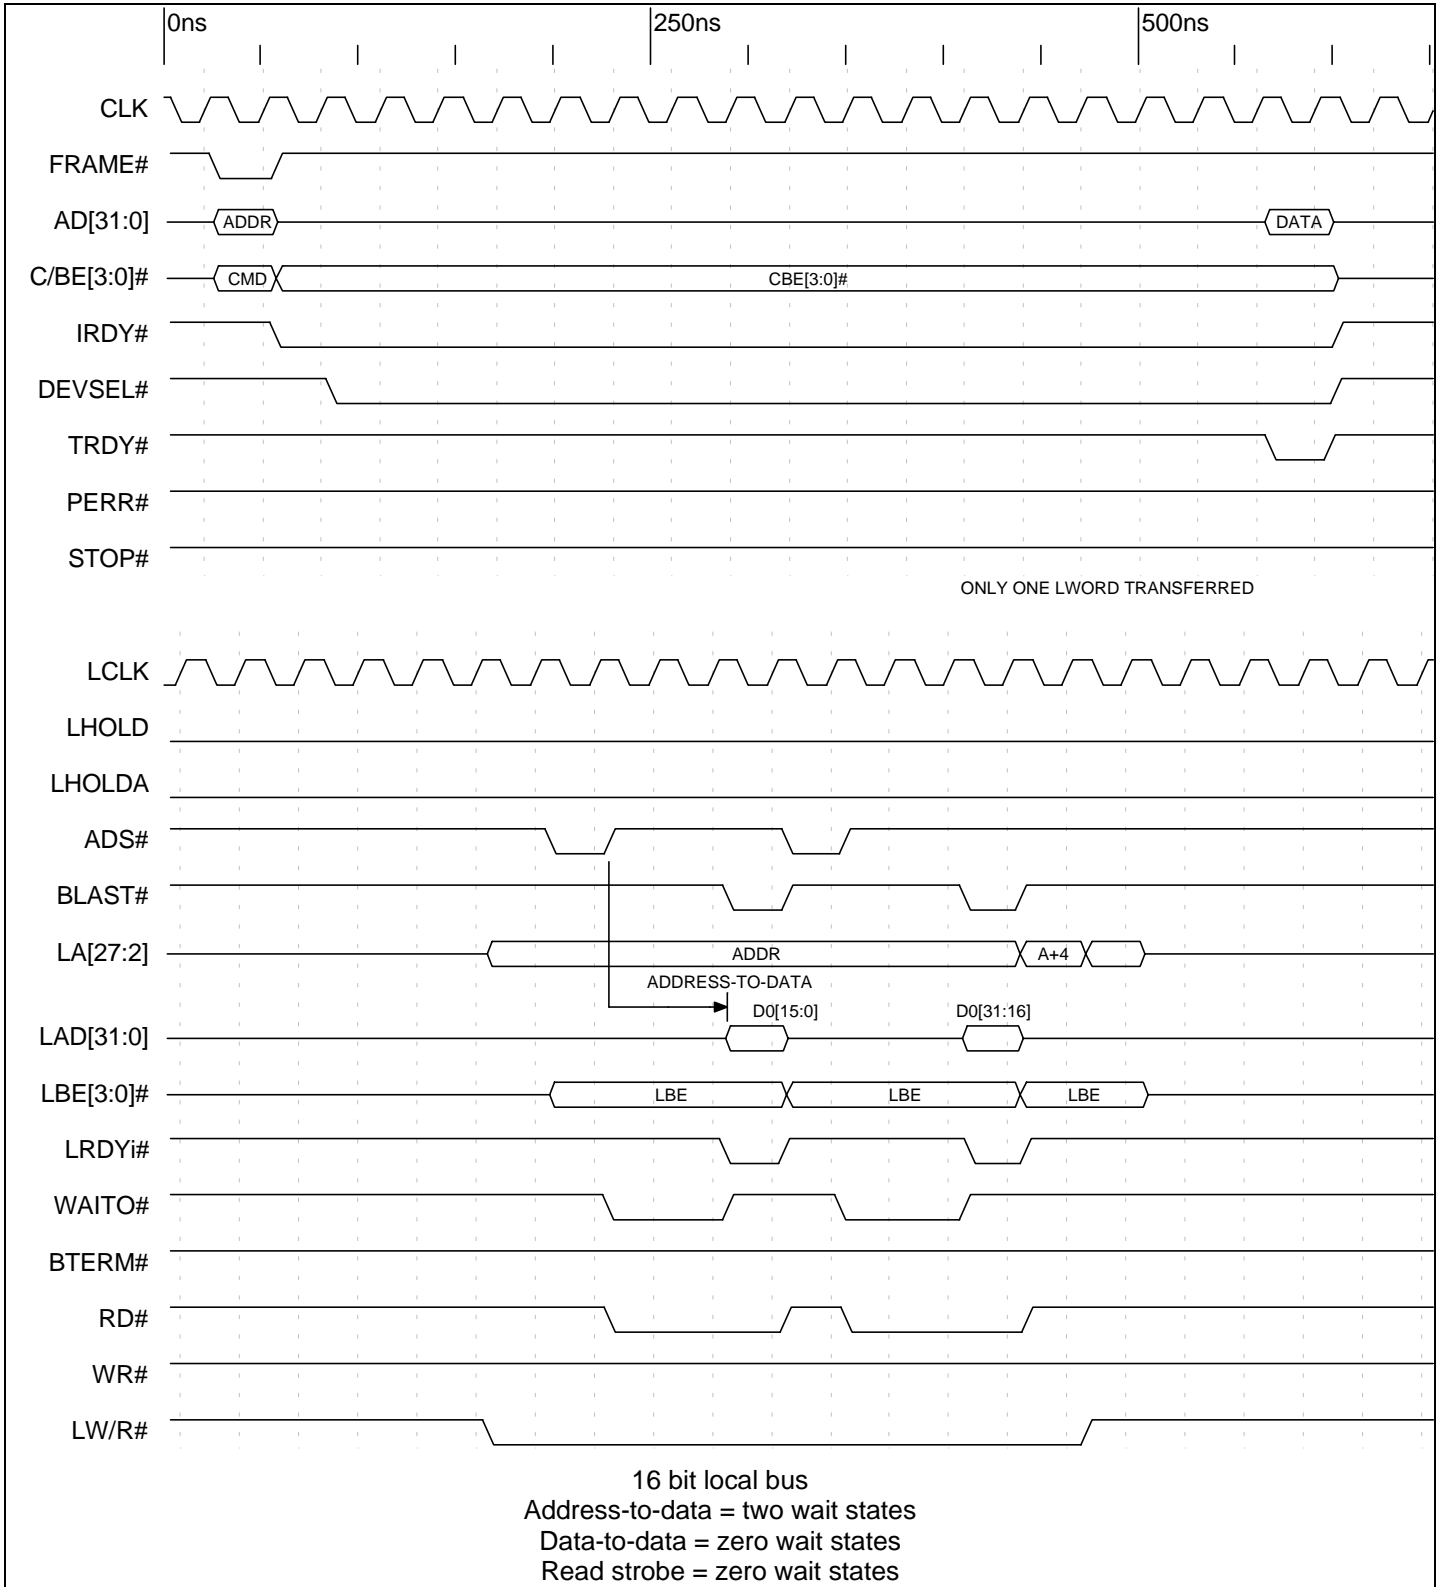 0ns 250ns 500ns
CLK
FRAME#
AD[31:0] ADDR DATA
C/BE[3:0]# CMD CBE[3:0]#
IRDY#
DEVSEL#
TRDY#
PERR#
STOP#
ONLY ONE LWORD TRANSFERRED
LCLK
LHOLD
LHOLDA
ADS#
BLAST#
LA[27:2] ADDR A+4
ADDRESS-TO-DATA
D0[15:0] D0[31:16]
LAD[31:0]
LBE[3:0]# LBE LBE LBE
LRDYi#
WAITO#
BTERM#
RD#
WR#
LW/R#
16 bit local bus
Address-to-data = two wait states
Data-to-data = zero wait states
Read strobe = zero wait states